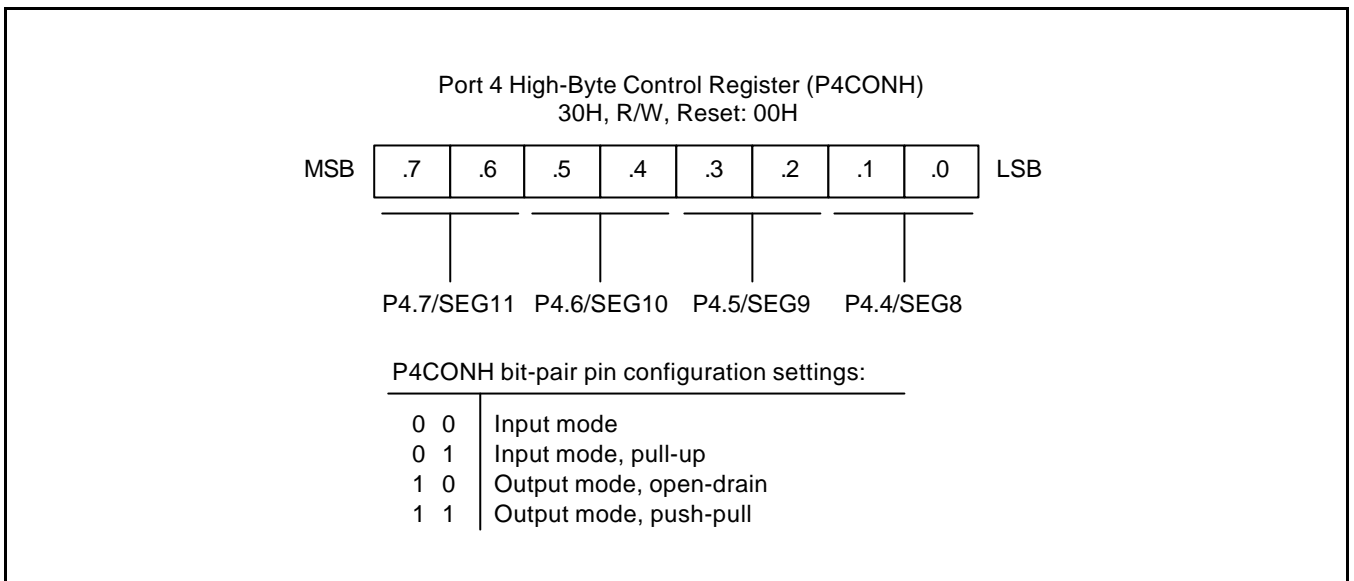 Port 4 High-Byte Control Register (P4CONH)
30H, R/W, Reset: 00H
MSB .7 .6 .5 .4 .3 .2 .1 .0 LSB
P4.7/SEG11 P4.6/SEG10 P4.5/SEG9 P4.4/SEG8
P4CONH bit-pair pin configuration settings:
0 0 Input mode
0 1 Input mode, pull-up
1 0 Output mode, open-drain
1 1 Output mode, push-pull